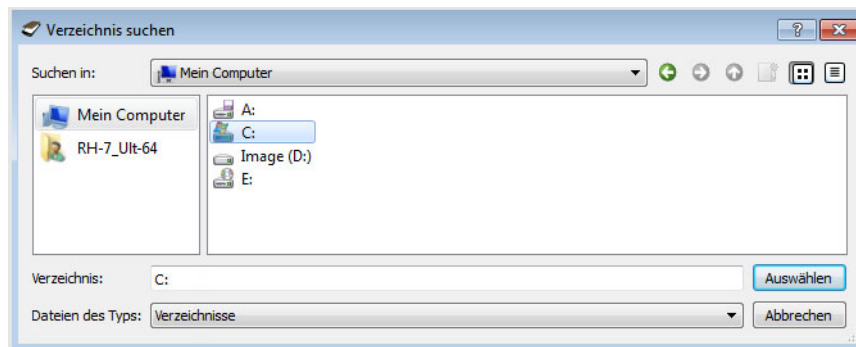 Verzeichnis suchen
Suchen in: Mein Computer
Mein Computer
RH-7_Ult-64
A:
C:
Image (D:)
E:
Verzeichnis: C: Auswählen
Dateien des Typs: Verzeichnisse Abbrechen